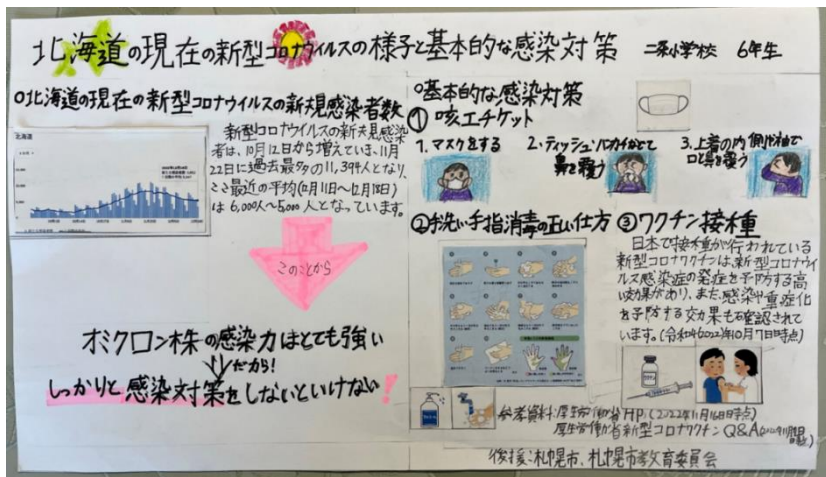 北海道の現在の新型コロナウイルスの様子と基本的な感染対策 二条小学校 6年生
○北海道の現在の新型コロナウイルスの新規感染者数
北海道
新型コロナウイルスの新規感染
者は、10月12日から増えていき、11月
22日に過去最多の11,394人となり、
ここ最近の平均(12月11日〜12月18日)
は6,000人〜5000人となっています。
このことから
オミクロン株の感染力はとても強い
だから!
しっかりと感染対策をしないといけない!
○基本的な感染対策
①咳エチケット
1.マスクをする
2.ティッシュ・ハンカチなどで
鼻を覆う
3.上着の内側や袖で
口と鼻を覆う
②手洗い手指消毒の正しい仕方
③ワクチン接種
日本で接種が行われている
新型コロナワクチンは、新型コロナウイ
ルス感染症の発症を予防する高
い効果があり、また、感染や重症化
を予防する効果も確認されて
います。(令和4(2022)年10月7日時点)
参考資料:厚生労働省HP(2022年11月16日時点)
厚生労働省新型コロナワクチンQ&A
後援:札幌市、札幌市教育委員会